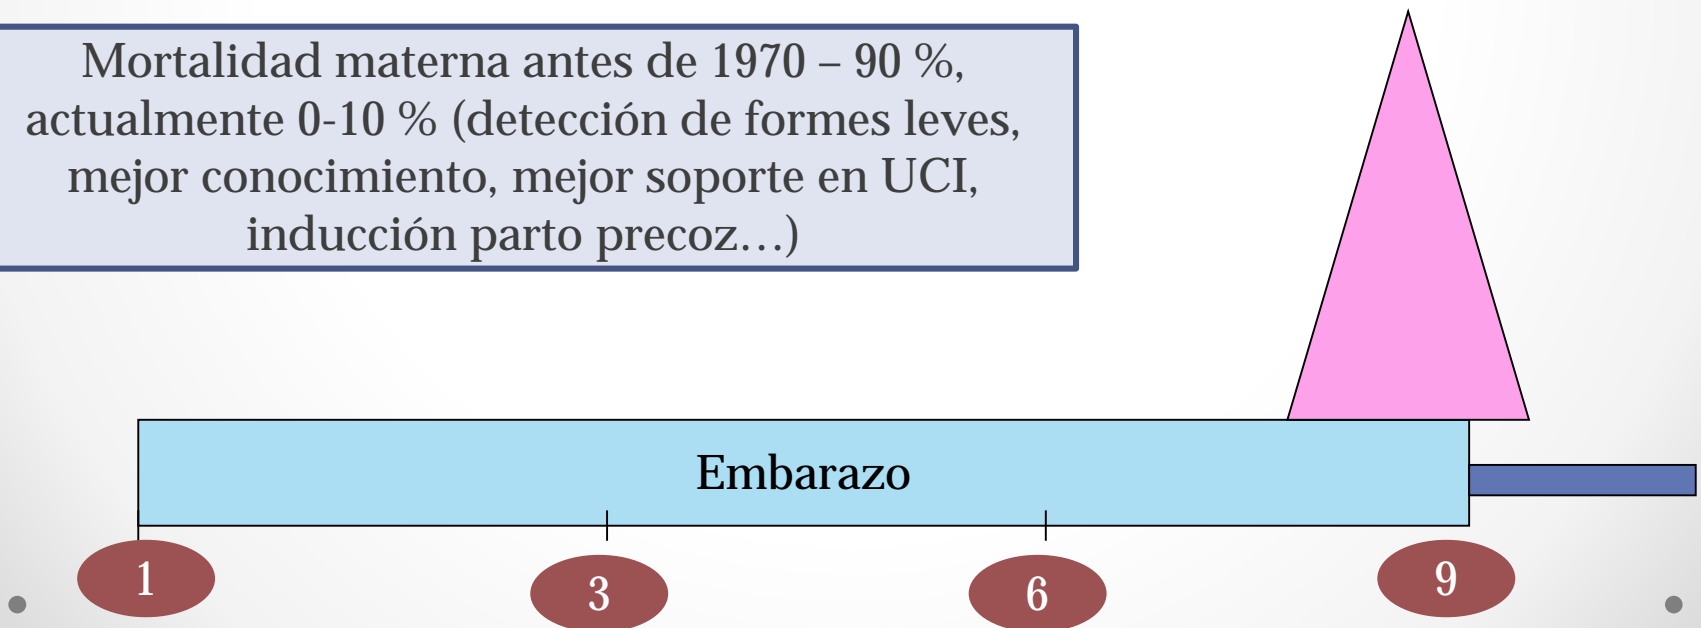 Mortalidad materna antes de 1970 – 90 %,
actualmente 0-10 % (detección de formes leves,
mejor conocimiento, mejor soporte en UCI,
inducción parto precoz…)
Embarazo
1
3
6
9